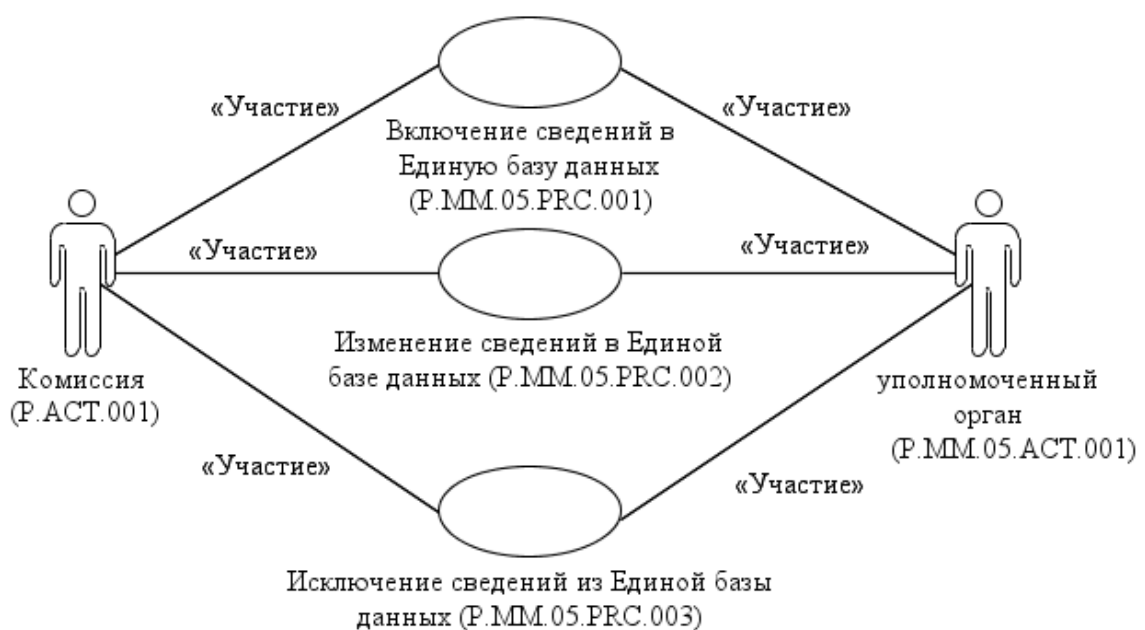 «Участие»
«Участие»
Включение сведений в
Единую базу данных
(P.MM.05.PRC.001)
«Участие»
«Участие»
Изменение сведений в Единой
базе данных (P.MM.05.PRC.002)
Комиссия
(P.ACT.001)
уполномоченный
орган
(P.MM.05.ACT.001)
«Участие»
«Участие»
Исключение сведений из Единой базы
данных (P.MM.05.PRC.003)